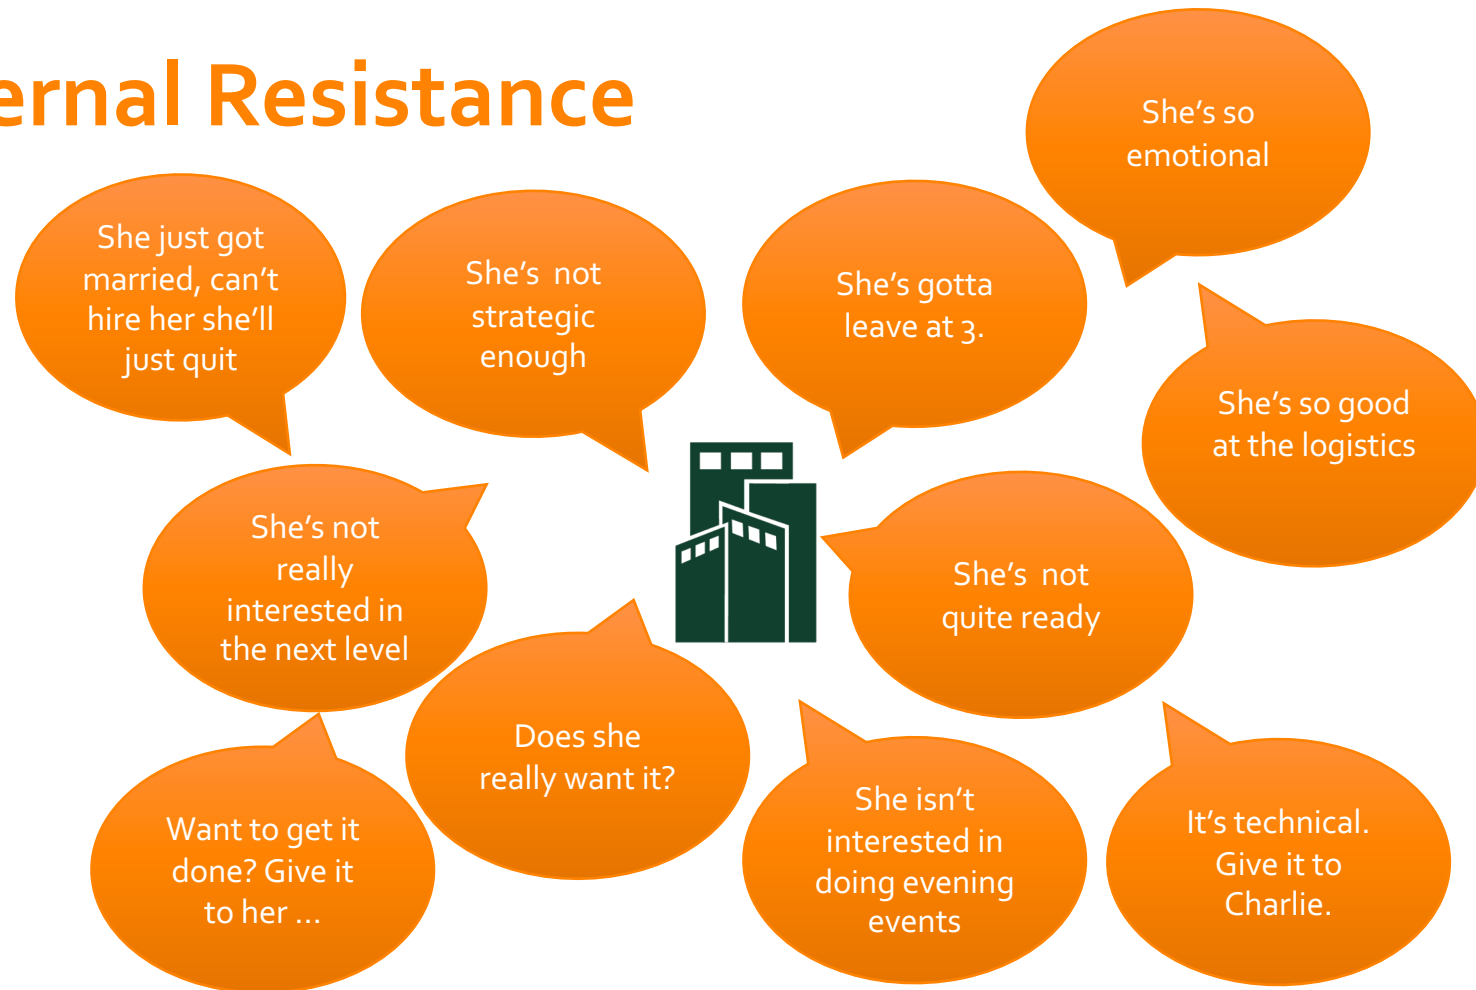 ernal Resistance
She's so
emotional
She just got
married, can't
hire her she'll
just quit
She's  not
strategic
enough
She's gotta
leave at 3.
She's so good
at the logistics
She's not
really
interested in
the next level
She's  not
quite ready
Does she
really want it?
Want to get it
done? Give it
to her ...
She isn't
interested in
doing evening
events
It's technical.
Give it to
Charlie.